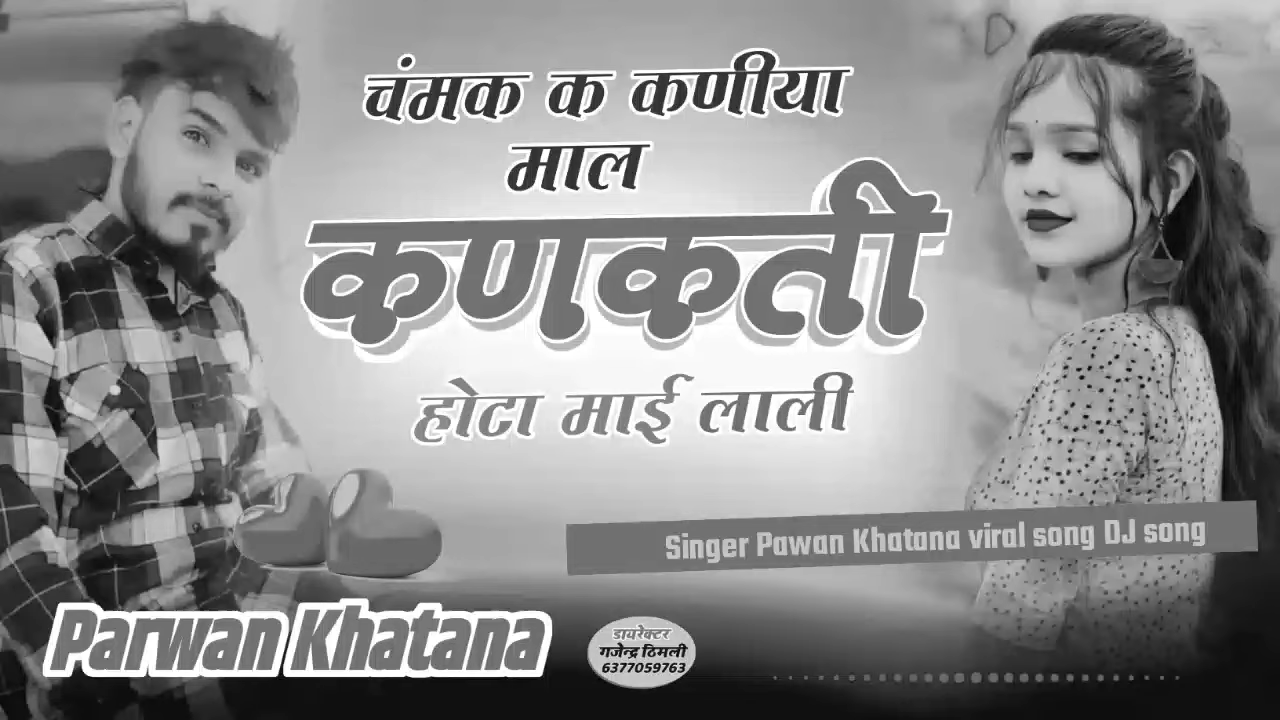 चंमक क कणीया
माल
कणकती
होटा माई लाली
Singer Pawan Khatana viral song DJ song
Parwan Khatana
डायरेक्टर
गजेन्द्र ठिमली
6377059763